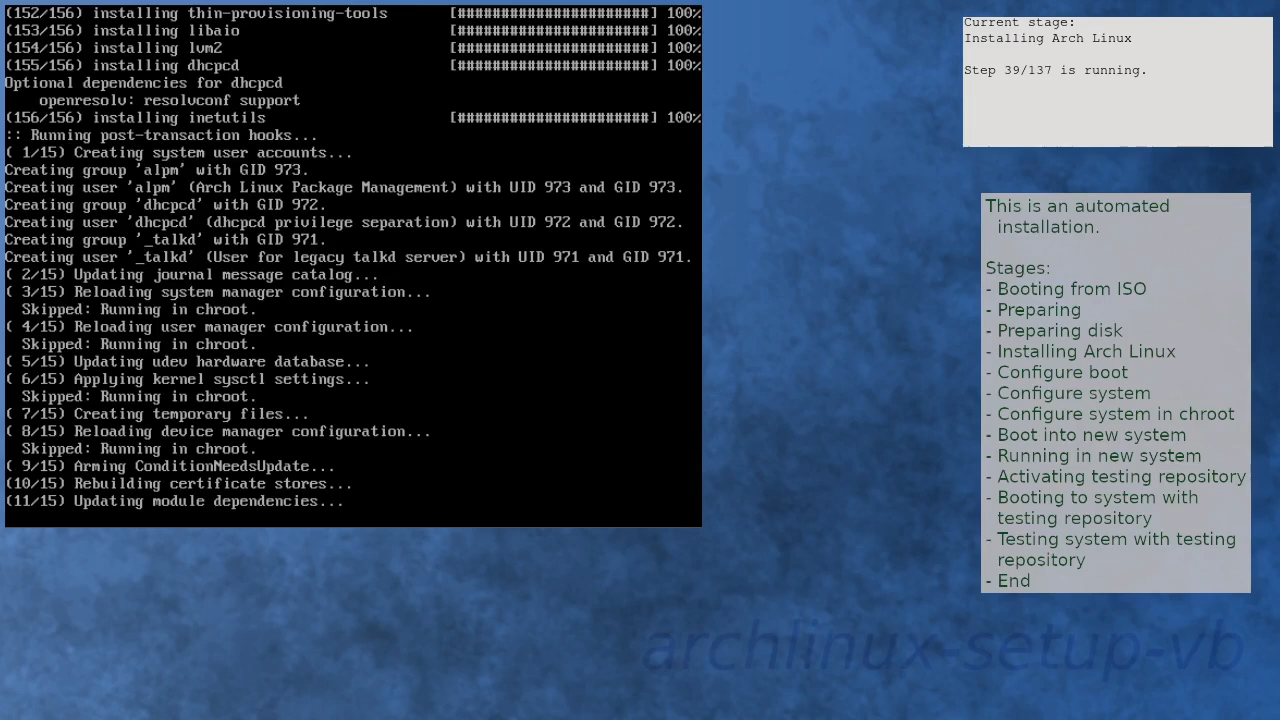 (152/156) installing thin-provisioning-tools [######################] 100%
(153/156) installing libaio [######################] 100%
(154/156) installing lvm2 [######################] 100%
(155/156) installing dhcpcd [######################] 100%
Optional dependencies for dhcpcd
    openresolv: resolvconf support
(156/156) installing inetutils [######################] 100%
:: Running post-transaction hooks...
( 1/15) Creating system user accounts...
Creating group 'alpm' with GID 973.
Creating user 'alpm' (Arch Linux Package Management) with UID 973 and GID 973.
Creating group 'dhcpcd' with GID 972.
Creating user 'dhcpcd' (dhcpcd privilege separation) with UID 972 and GID 972.
Creating group '_talkd' with GID 971.
Creating user '_talkd' (User for legacy talkd server) with UID 971 and GID 971.
( 2/15) Updating journal message catalog...
( 3/15) Reloading system manager configuration...
  Skipped: Running in chroot.
( 4/15) Reloading user manager configuration...
  Skipped: Running in chroot.
( 5/15) Updating udev hardware database...
( 6/15) Applying kernel sysctl settings...
  Skipped: Running in chroot.
( 7/15) Creating temporary files...
( 8/15) Reloading device manager configuration...
  Skipped: Running in chroot.
( 9/15) Arming ConditionNeedsUpdate...
(10/15) Rebuilding certificate stores...
(11/15) Updating module dependencies...
Current stage:
Installing Arch Linux
Step 39/137 is running.
This is an automated
installation.
Stages:
- Booting from ISO
- Preparing
- Preparing disk
- Installing Arch Linux
- Configure boot
- Configure system
- Configure system in chroot
- Boot into new system
- Running in new system
- Activating testing repository
- Booting to system with
testing repository
- Testing system with testing
repository
- End
archlinux-setup-vb